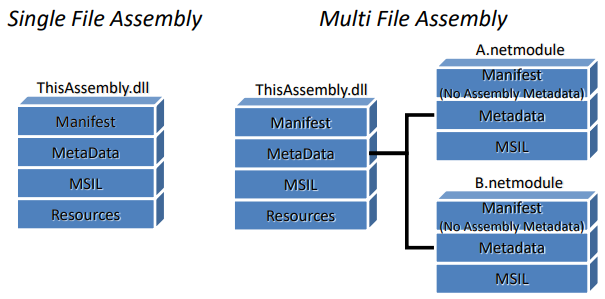 Single File Assembly
Multi File Assembly
ThisAssembly.dll
Manifest
MetaData
MSIL
Resources
ThisAssembly.dll
Manifest
MetaData
MSIL
Resources
A.netmodule
Manifest
(No Assembly Metadata)
Metadata
MSIL
B.netmodule
Manifest
(No Assembly Metadata)
Metadata
MSIL